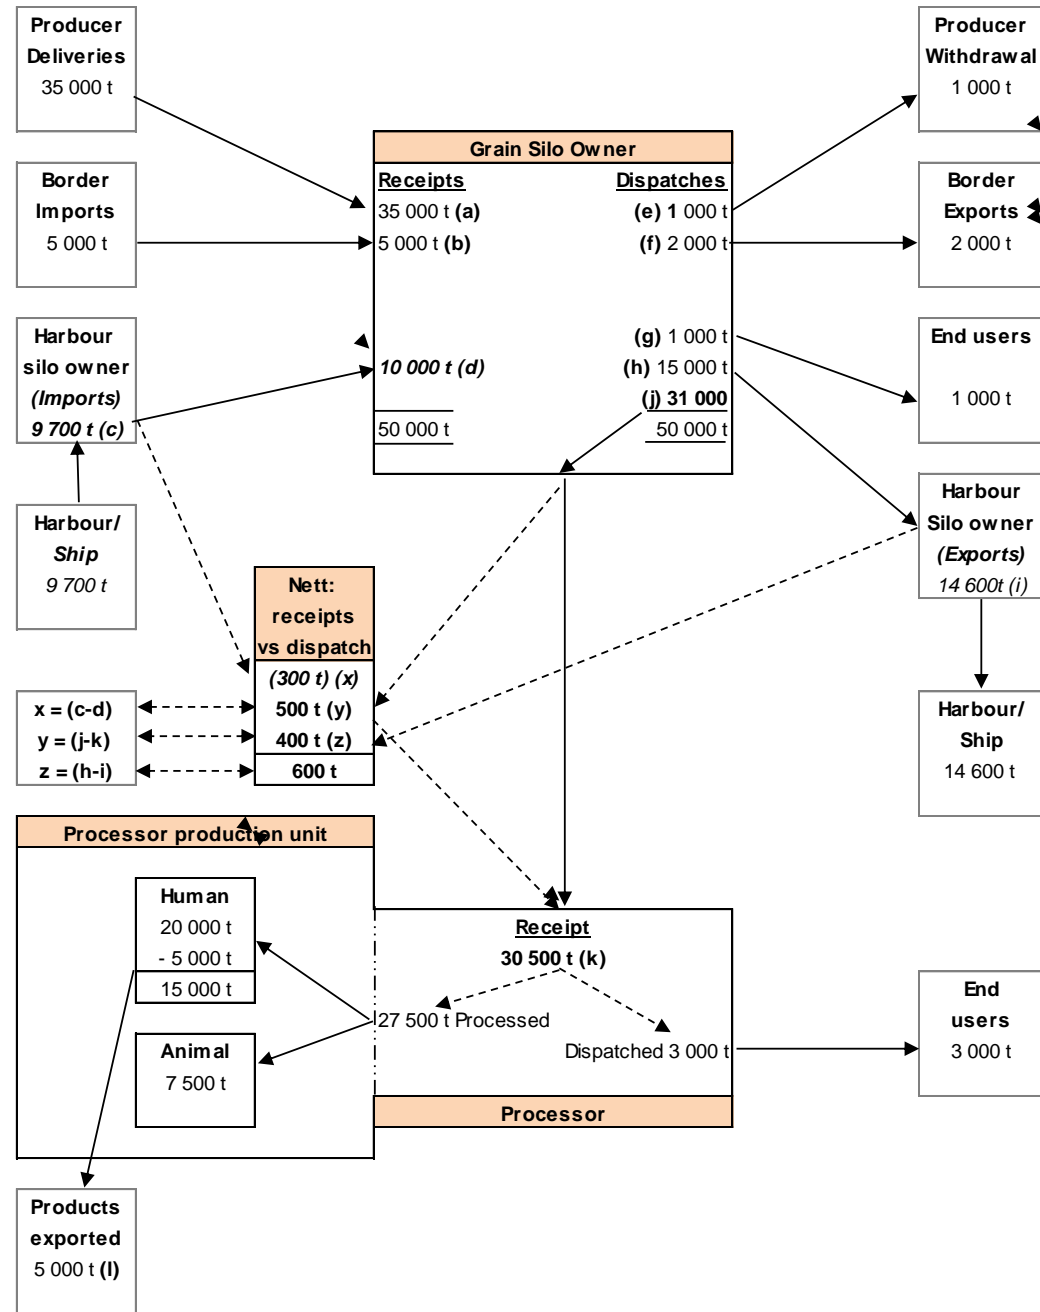 Producer
Deliveries
35 000 t
Producer
Withdrawal
1 000 t
Grain Silo Owner
Receipts
Dispatches
35 000 t (a)
(e) 1 000 t
5 000 t (b)
(f) 2 000 t
(g) 1 000 t
10 000 t (d)
(h) 15 000 t
(j) 31 000
50 000 t
50 000 t
Border
Imports
5 000 t
Border
Exports
2 000 t
Harbour
silo owner
(Imports)
9 700 t (c)
End users
1 000 t
Harbour/
Ship
9 700 t
Harbour
Silo owner
(Exports)
14 600t (i)
Nett:
receipts
vs dispatch
(300 t) (x)
500 t (y)
400 t (z)
600 t
x = (c-d)
y = (j-k)
z = (h-i)
Harbour/
Ship
14 600 t
Processor production unit
Human
20 000 t
- 5 000 t
15 000 t
Animal
7 500 t
Receipt
30 500 t (k)
27 500 t Processed
Dispatched 3 000 t
Processor
End
users
3 000 t
Products
exported
5 000 t (l)